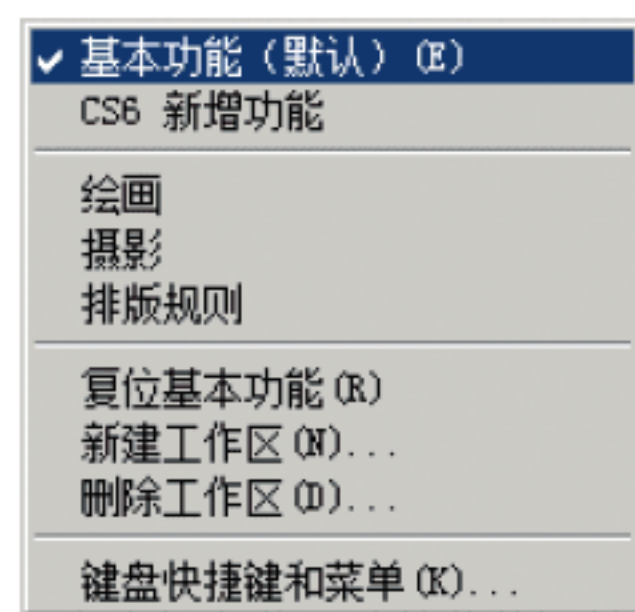 基本功能（默认）(E)
CS6 新增功能
绘画
摄影
排版规则
复位基本功能(R)
新建工作区(N)...
删除工作区(D)...
键盘快捷键和菜单(K)...